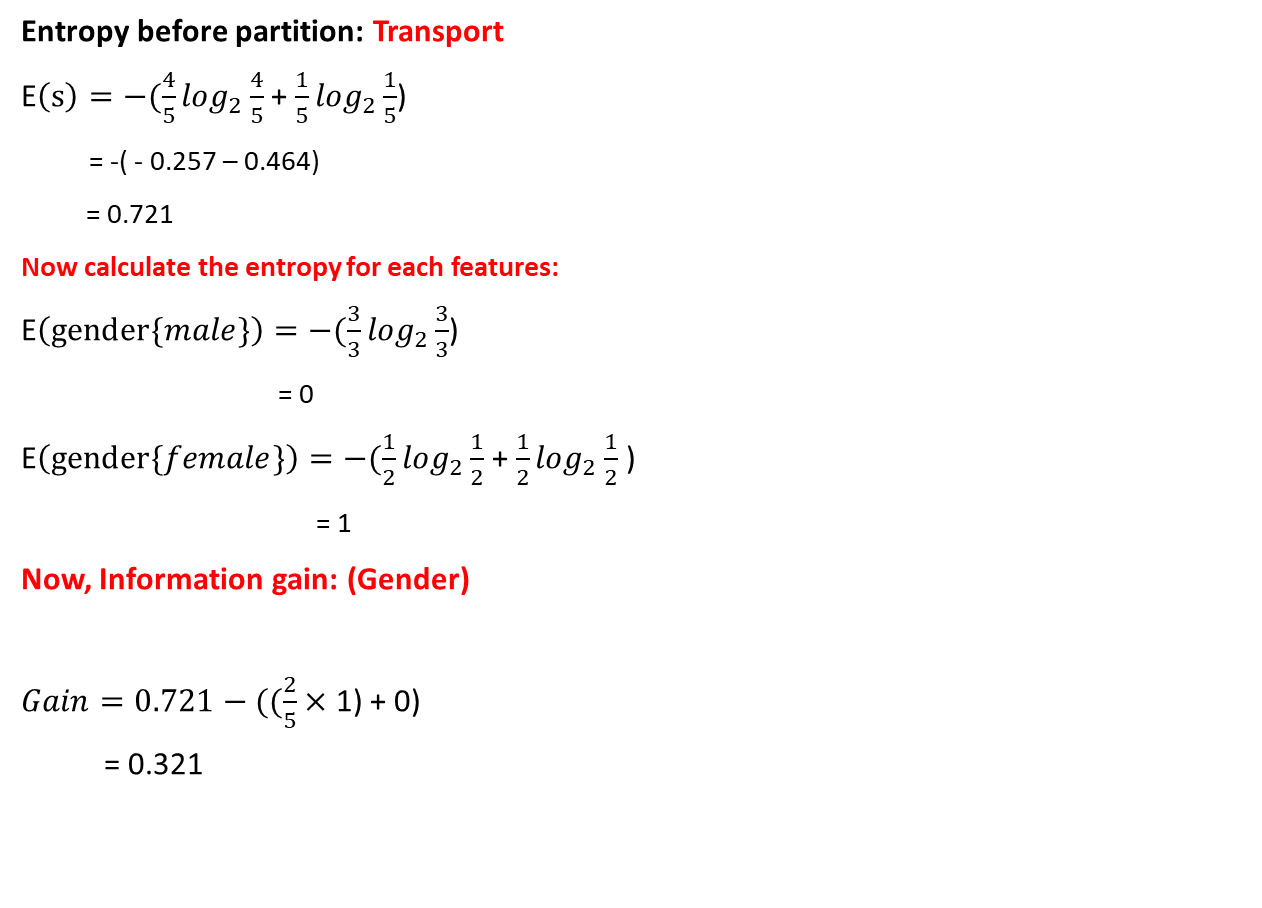 Entropy before partition: Transport
E(s) = −(4/5 log₂ 4/5 + 1/5 log₂ 1/5)
= -( - 0.257 – 0.464)
= 0.721
Now calculate the entropy for each features:
E(gender{male}) = −(3/3 log₂ 3/3)
= 0
E(gender{female}) = −(1/2 log₂ 1/2 + 1/2 log₂ 1/2 )
= 1
Now, Information gain: (Gender)
Gain = 0.721 − ((2/5 × 1) + 0)
= 0.321